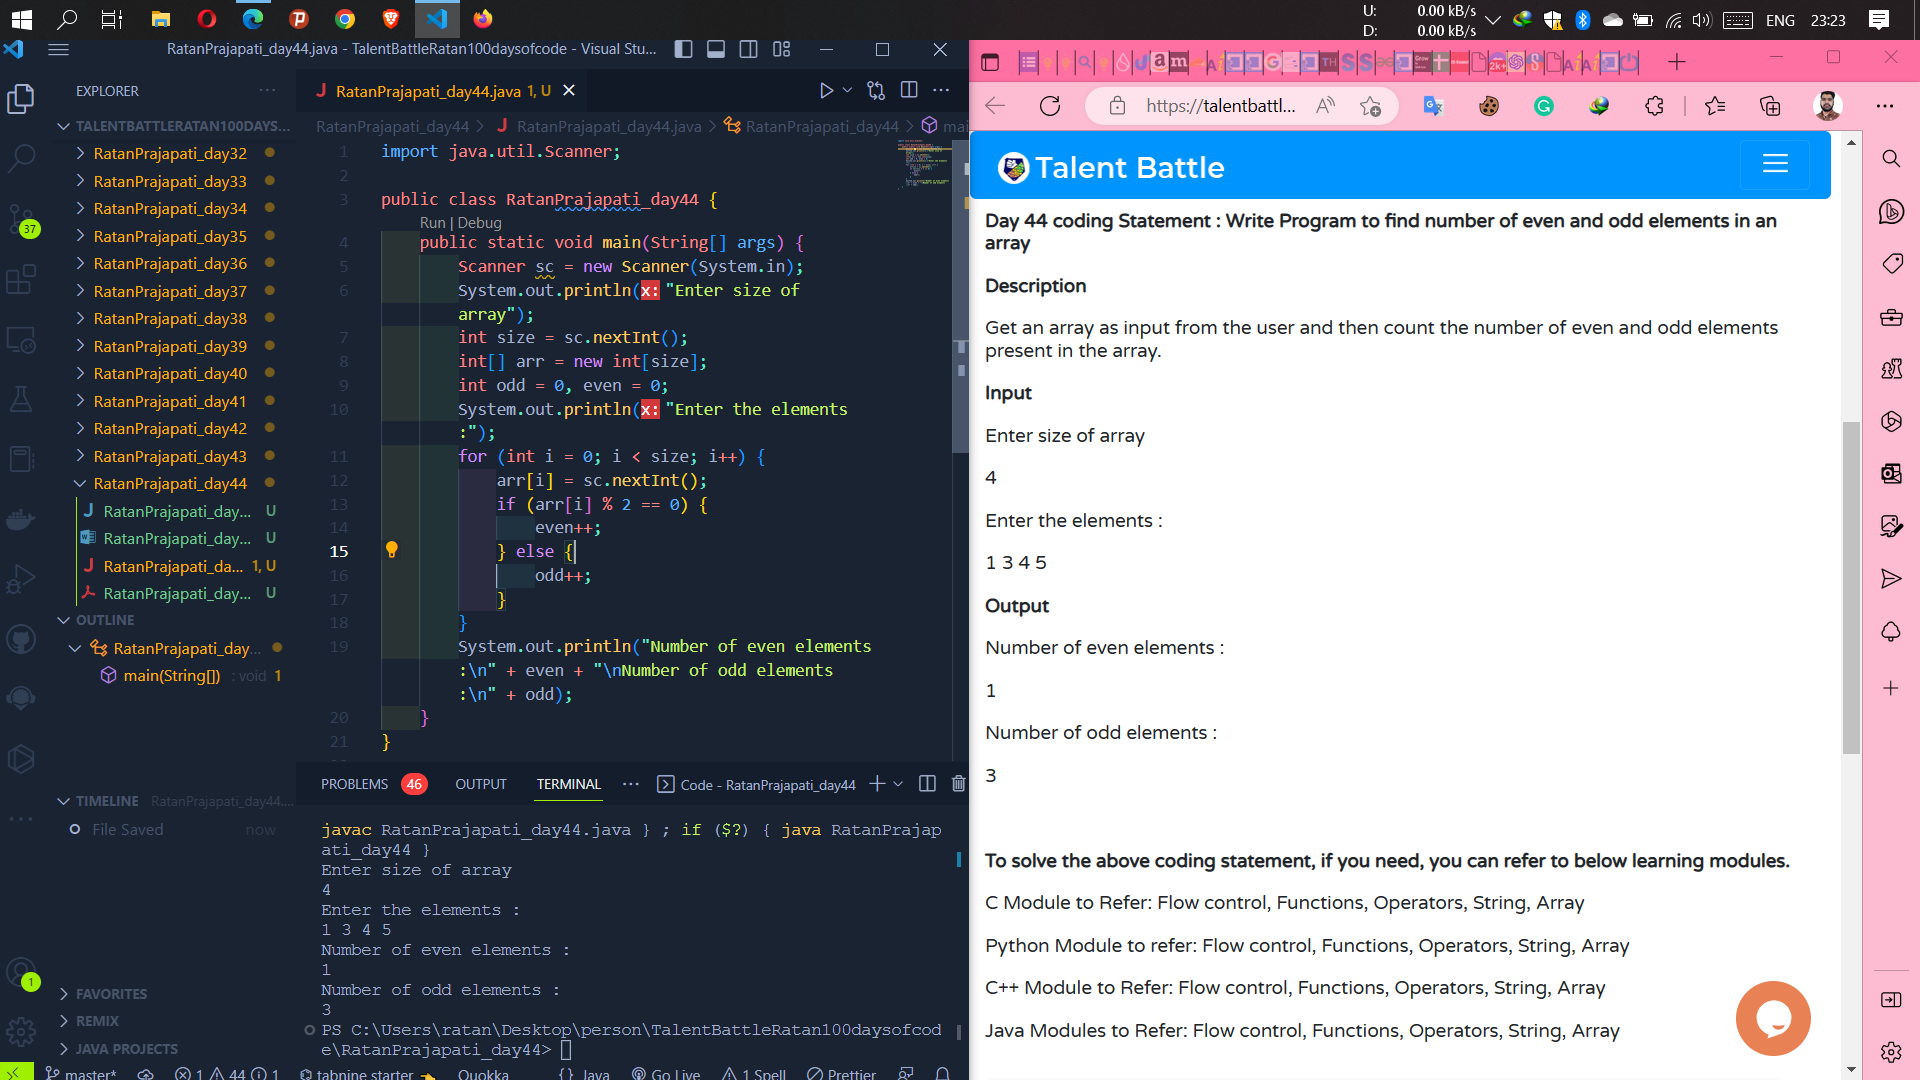 U: 0.00 kB/s
D: 0.00 kB/s
ENG 23:23
RatanPrajapati_day44.java - TalentBattleRatan100daysofcode - Visual Stu...
EXPLORER
TALENTBATTLERATAN100DAYS...
RatanPrajapati_day32
RatanPrajapati_day33
RatanPrajapati_day34
RatanPrajapati_day35
RatanPrajapati_day36
RatanPrajapati_day37
RatanPrajapati_day38
RatanPrajapati_day39
RatanPrajapati_day40
RatanPrajapati_day41
RatanPrajapati_day42
RatanPrajapati_day43
RatanPrajapati_day44
RatanPrajapati_day... U
RatanPrajapati_day... U
RatanPrajapati_da... 1, U
RatanPrajapati_day... U
OUTLINE
RatanPrajapati_day...
main(String[]) : void 1
TIMELINE RatanPrajapati_day44....
File Saved now
FAVORITES
REMIX
JAVA PROJECTS
37
1
RatanPrajapati_day44.java 1, U
RatanPrajapati_day44 > RatanPrajapati_day44.java > RatanPrajapati_day44 > mai
1 import java.util.Scanner;
2
3 public class RatanPrajapati_day44 {
Run | Debug
4 public static void main(String[] args) {
5 Scanner sc = new Scanner(System.in);
6 System.out.println(x: "Enter size of
array");
7 int size = sc.nextInt();
8 int[] arr = new int[size];
9 int odd = 0, even = 0;
10 System.out.println(x: "Enter the elements
:");
11 for (int i = 0; i < size; i++) {
12 arr[i] = sc.nextInt();
13 if (arr[i] % 2 == 0) {
14 even++;
15 } else {
16 odd++;
17 }
18 }
19 System.out.println("Number of even elements
:\n" + even + "\nNumber of odd elements
:\n" + odd);
20 }
21 }
PROBLEMS 46 OUTPUT TERMINAL ... Code - RatanPrajapati_day44
javac RatanPrajapati_day44.java } ; if ($?) { java RatanPrajap
ati_day44 }
Enter size of array
4
Enter the elements :
1 3 4 5
Number of even elements :
1
Number of odd elements :
3
PS C:\Users\ratan\Desktop\person\TalentBattleRatan100daysofcod
e\RatanPrajapati_day44>
master* 1 44 1 tabnine starter Quokka {} Java Go Live 1 Spell Prettier
https://talentbattl...
Talent Battle
Day 44 coding Statement : Write Program to find number of even and odd elements in an
array
Description
Get an array as input from the user and then count the number of even and odd elements
present in the array.
Input
Enter size of array
4
Enter the elements :
1 3 4 5
Output
Number of even elements :
1
Number of odd elements :
3
To solve the above coding statement, if you need, you can refer to below learning modules.
C Module to Refer: Flow control, Functions, Operators, String, Array
Python Module to refer: Flow control, Functions, Operators, String, Array
C++ Module to Refer: Flow control, Functions, Operators, String, Array
Java Modules to Refer: Flow control, Functions, Operators, String, Array